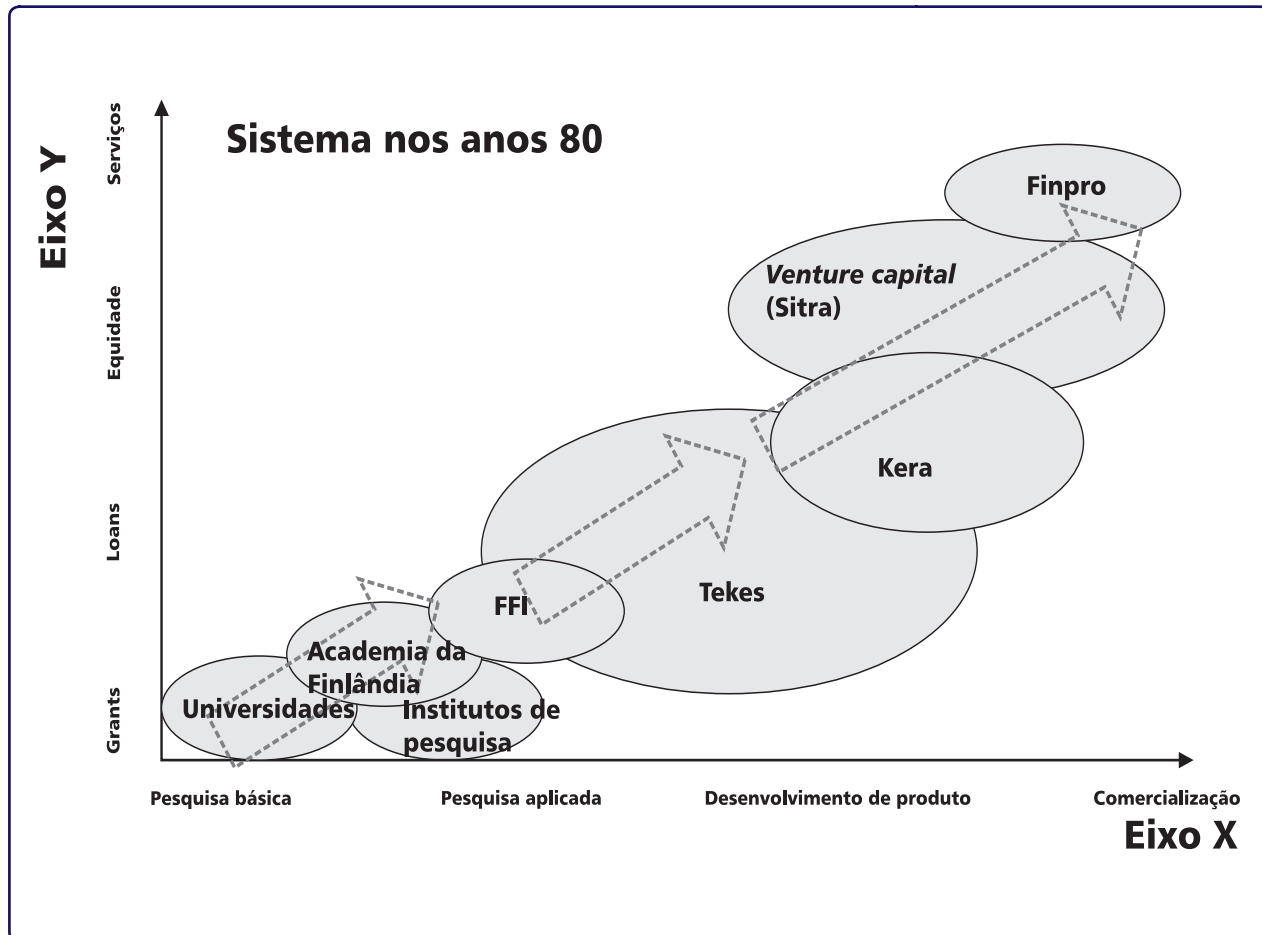 Sistema nos anos 80
Eixo Y
Serviços
Equidade
Loans
Grants
Finpro
Venture capital
(Sitra)
Kera
Tekes
FFI
Academia da
Finlândia
Universidades
Institutos de
pesquisa
Pesquisa básica
Pesquisa aplicada
Desenvolvimento de produto
Comercialização
Eixo X